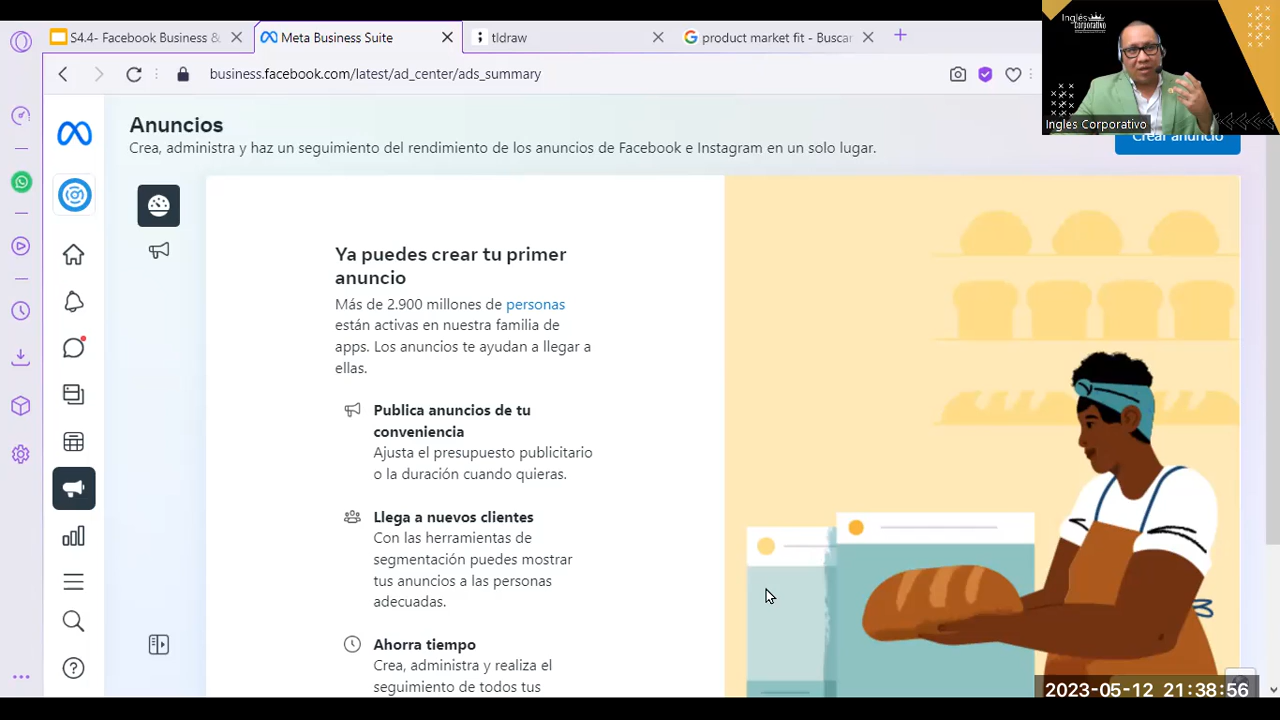 S4.4- Facebook Business &
Meta Business Suite
tldraw
product market fit - Buscar
business.facebook.com/latest/ad_center/ads_summary
Inglés
Corporativo
Inglés Corporativo
Anuncios
Crea, administra y haz un seguimiento del rendimiento de los anuncios de Facebook e Instagram en un solo lugar.
Crear anuncio
Ya puedes crear tu primer
anuncio
Más de 2.900 millones de personas
están activas en nuestra familia de
apps. Los anuncios te ayudan a llegar a
ellas.
Publica anuncios de tu
conveniencia
Ajusta el presupuesto publicitario
o la duración cuando quieras.
Llega a nuevos clientes
Con las herramientas de
segmentación puedes mostrar
tus anuncios a las personas
adecuadas.
Ahorra tiempo
Crea, administra y realiza el
seguimiento de todos tus
2023-05-12 21:38:56